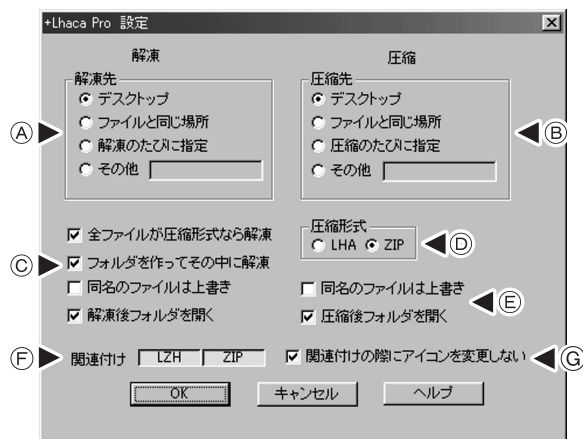 +Lhaca Pro 設定
解凍
圧縮
解凍先
デスクトップ
ファイルと同じ場所
解凍のたびに指定
その他
圧縮先
デスクトップ
ファイルと同じ場所
圧縮のたびに指定
その他
A
B
全ファイルが圧縮形式なら解凍
フォルダを作ってその中に解凍
同名のファイルは上書き
解凍後フォルダを開く
C
圧縮形式
LHA ZIP
D
同名のファイルは上書き
圧縮後フォルダを開く
E
F
関連付け LZH ZIP
関連付けの際にアイコンを変更しない
G
OK キャンセル ヘルプ